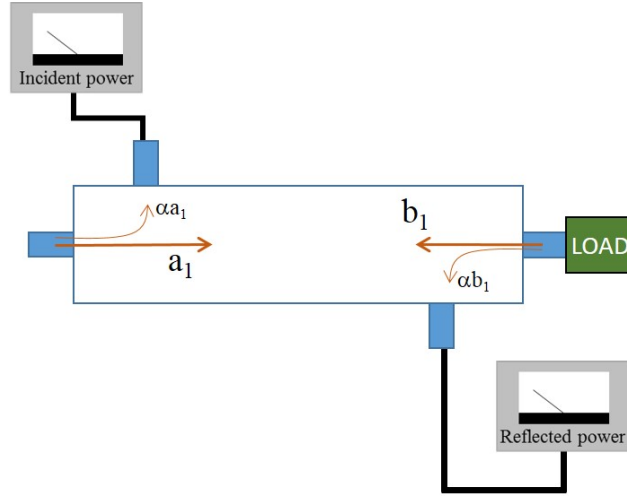 Incident power
αa₁
a₁
b₁
αb₁
LOAD
Reflected power